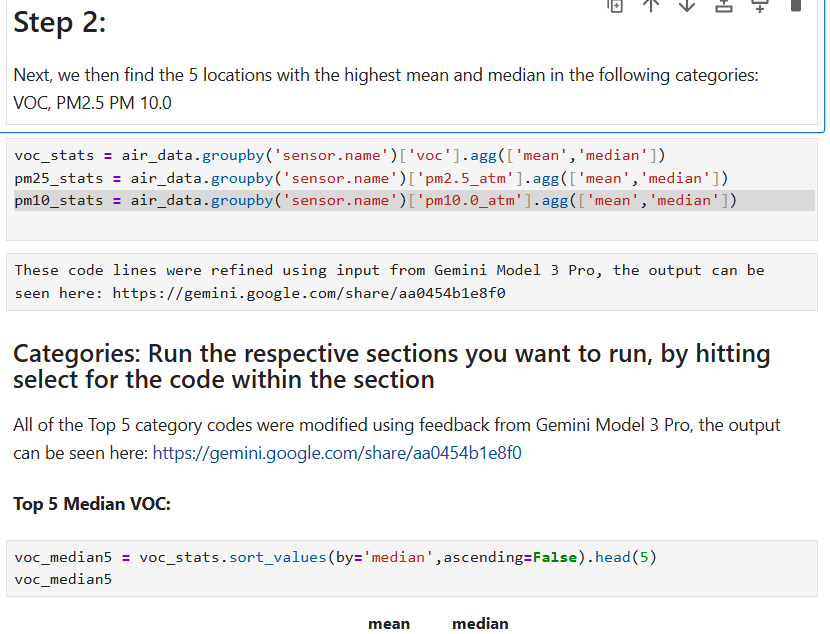 Step 2:
Next, we then find the 5 locations with the highest mean and median in the following categories:
VOC, PM2.5 PM 10.0
voc_stats = air_data.groupby('sensor.name')['voc'].agg(['mean','median'])
pm25_stats = air_data.groupby('sensor.name')['pm2.5_atm'].agg(['mean','median'])
pm10_stats = air_data.groupby('sensor.name')['pm10.0_atm'].agg(['mean','median'])
These code lines were refined using input from Gemini Model 3 Pro, the output can be
seen here: https://gemini.google.com/share/aa0454b1e8f0
Categories: Run the respective sections you want to run, by hitting
select for the code within the section
All of the Top 5 category codes were modified using feedback from Gemini Model 3 Pro, the output
can be seen here: https://gemini.google.com/share/aa0454b1e8f0
Top 5 Median VOC:
voc_median5 = voc_stats.sort_values(by='median',ascending=False).head(5)
voc_median5
mean median